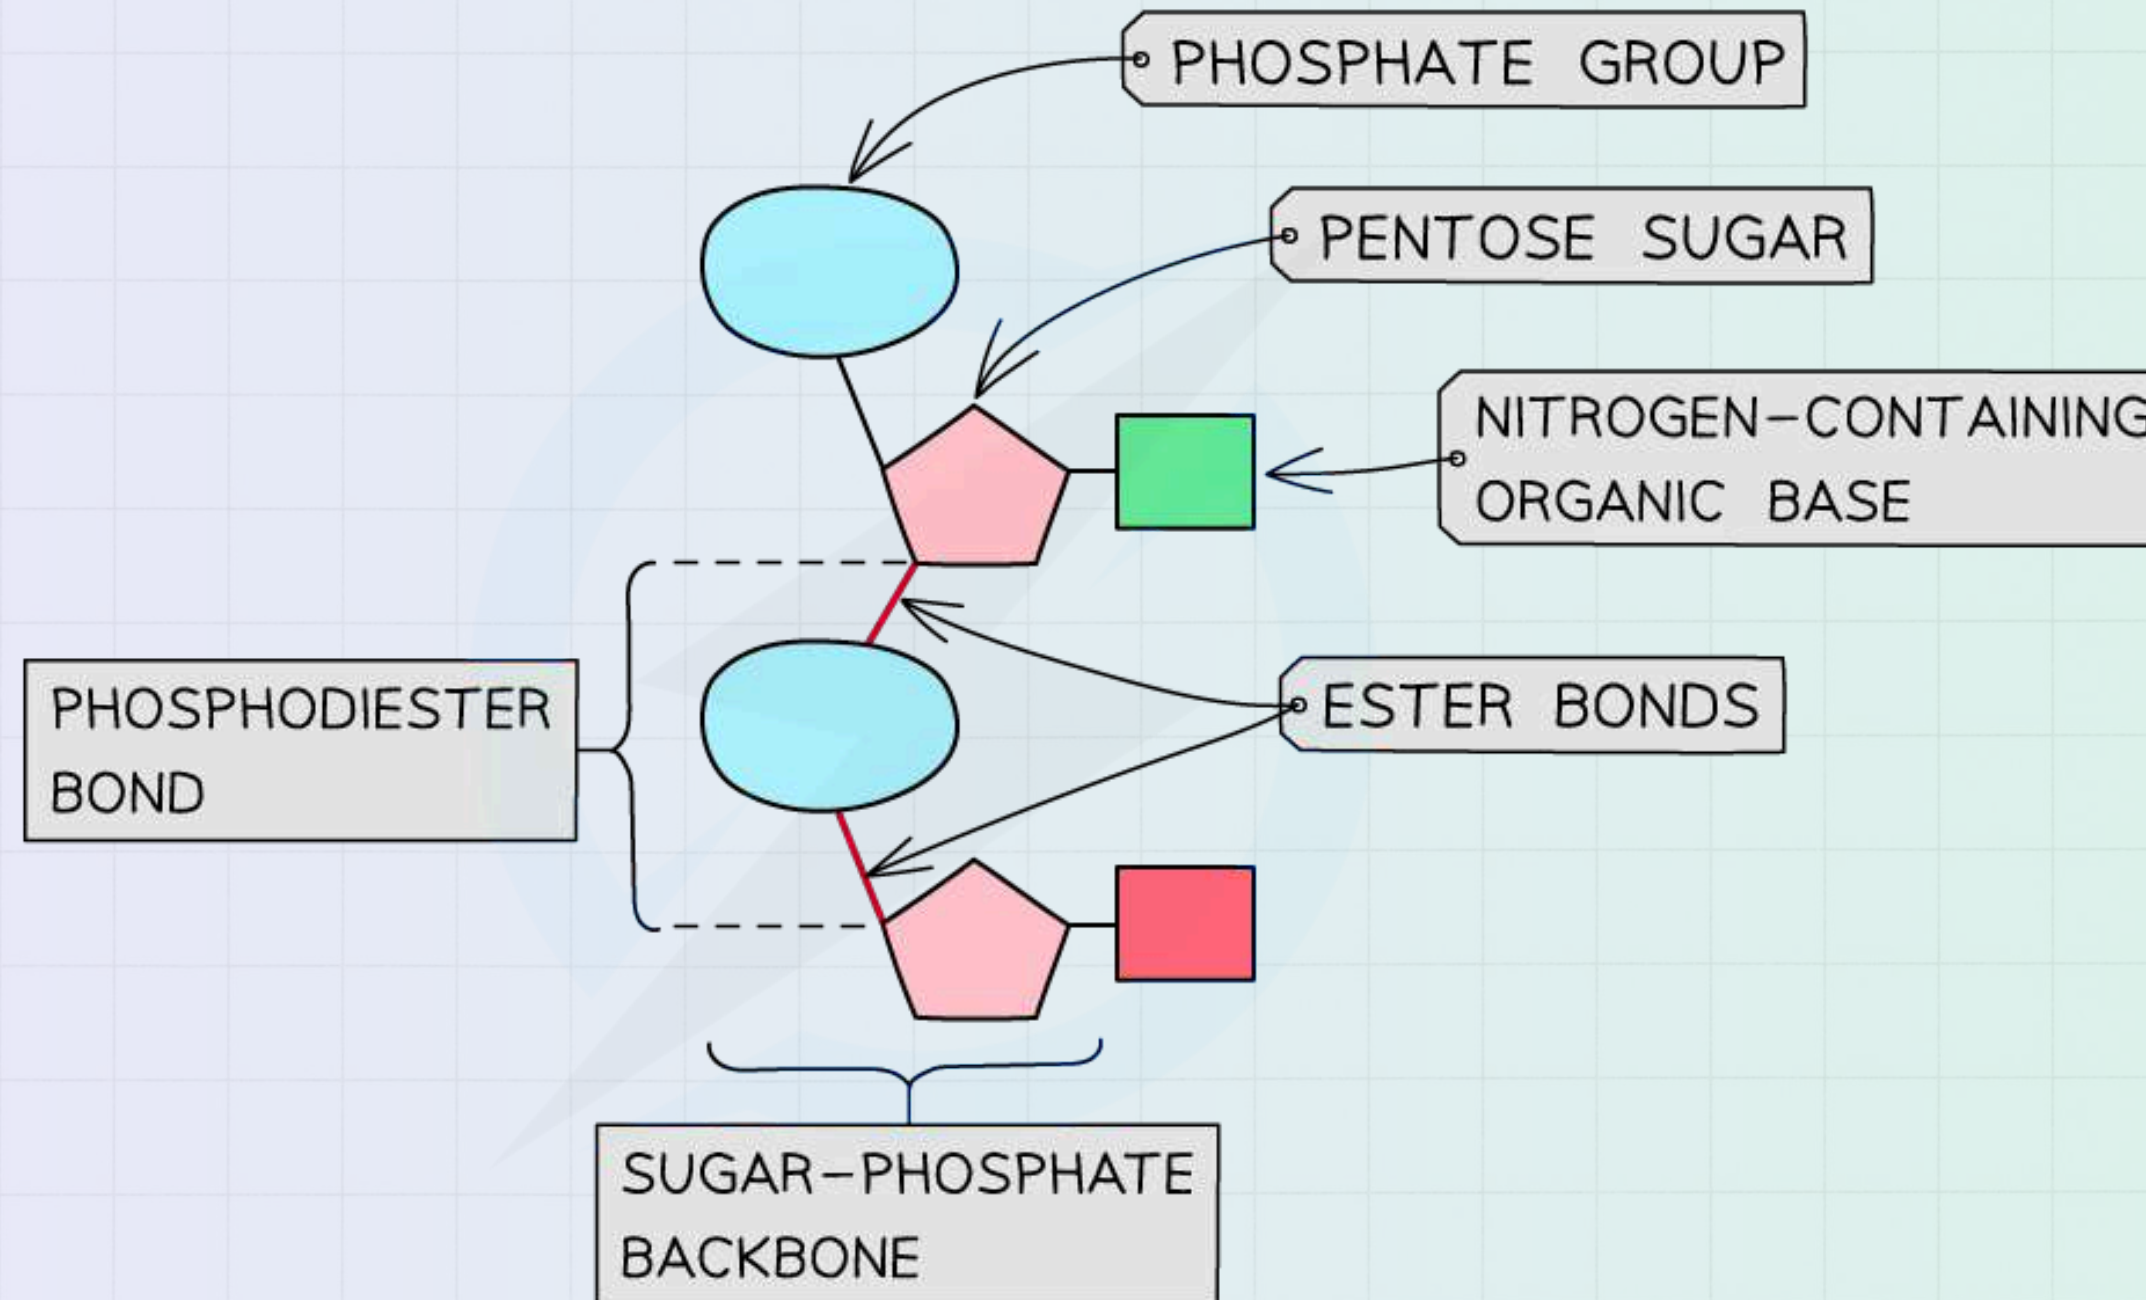 PHOSPHATE GROUP
PENTOSE SUGAR
NITROGEN-CONTAINING
ORGANIC BASE
PHOSPHODIESTER
BOND
ESTER BONDS
SUGAR-PHOSPHATE
BACKBONE